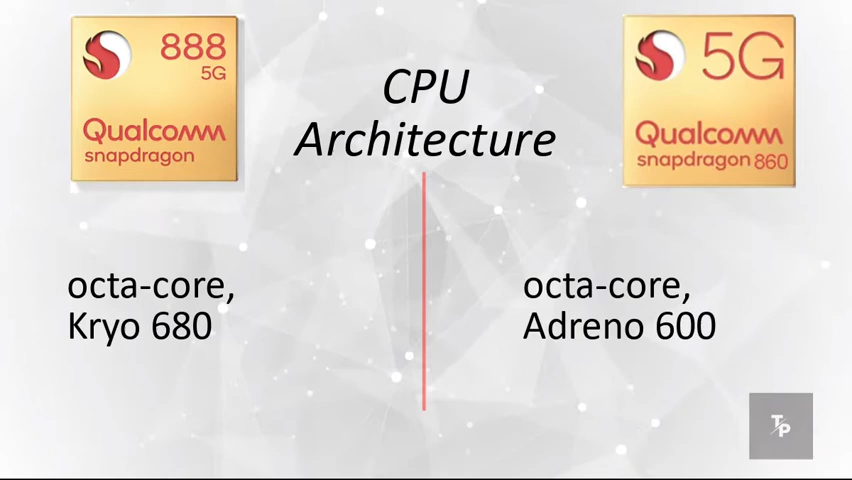 888
5G
Qualcomm
snapdragon
CPU
Architecture
5G
Qualcomm
snapdragon 860
octa-core,
Kryo 680
octa-core,
Adreno 600
TP